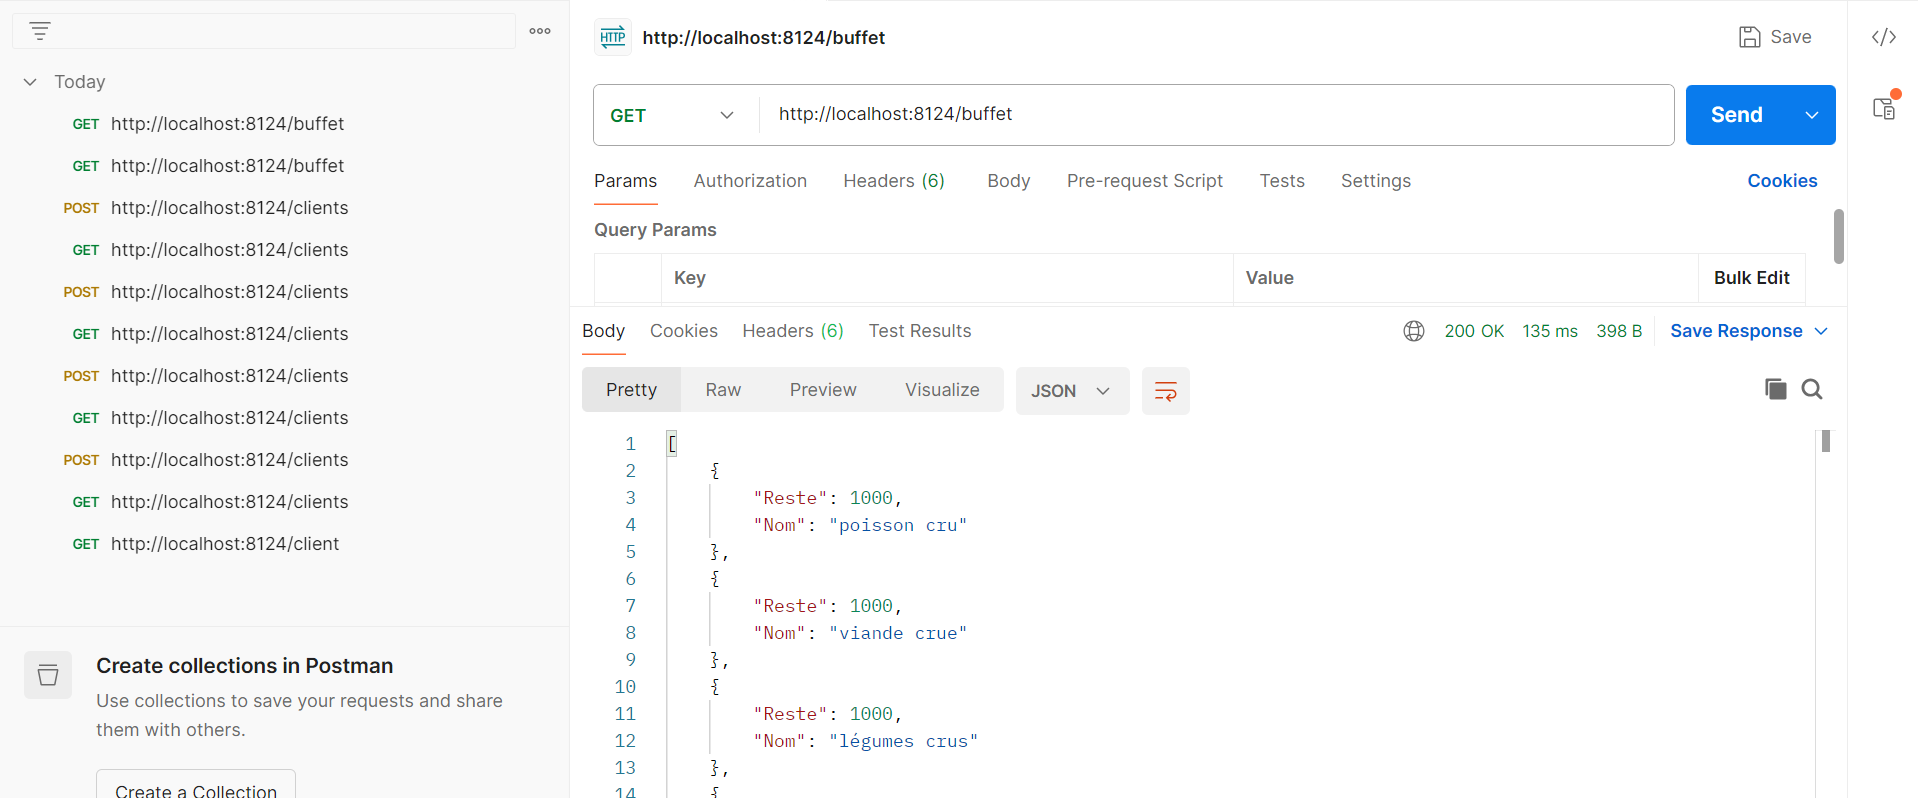 Today
GET http://localhost:8124/buffet
GET http://localhost:8124/buffet
POST http://localhost:8124/clients
GET http://localhost:8124/clients
POST http://localhost:8124/clients
GET http://localhost:8124/clients
POST http://localhost:8124/clients
GET http://localhost:8124/clients
POST http://localhost:8124/clients
GET http://localhost:8124/clients
GET http://localhost:8124/client
Create collections in Postman
Use collections to save your requests and share
them with others.
Create a Collection
HTTP http://localhost:8124/buffet
Save
GET http://localhost:8124/buffet
Send
Params Authorization Headers (6) Body Pre-request Script Tests Settings Cookies
Query Params
Key Value Bulk Edit
Body Cookies Headers (6) Test Results 200 OK 135 ms 398 B Save Response
Pretty Raw Preview Visualize JSON
1 [
2 {
3 "Reste": 1000,
4 "Nom": "poisson cru"
5 },
6 {
7 "Reste": 1000,
8 "Nom": "viande crue"
9 },
10 {
11 "Reste": 1000,
12 "Nom": "légumes crus"
13 },
14 {